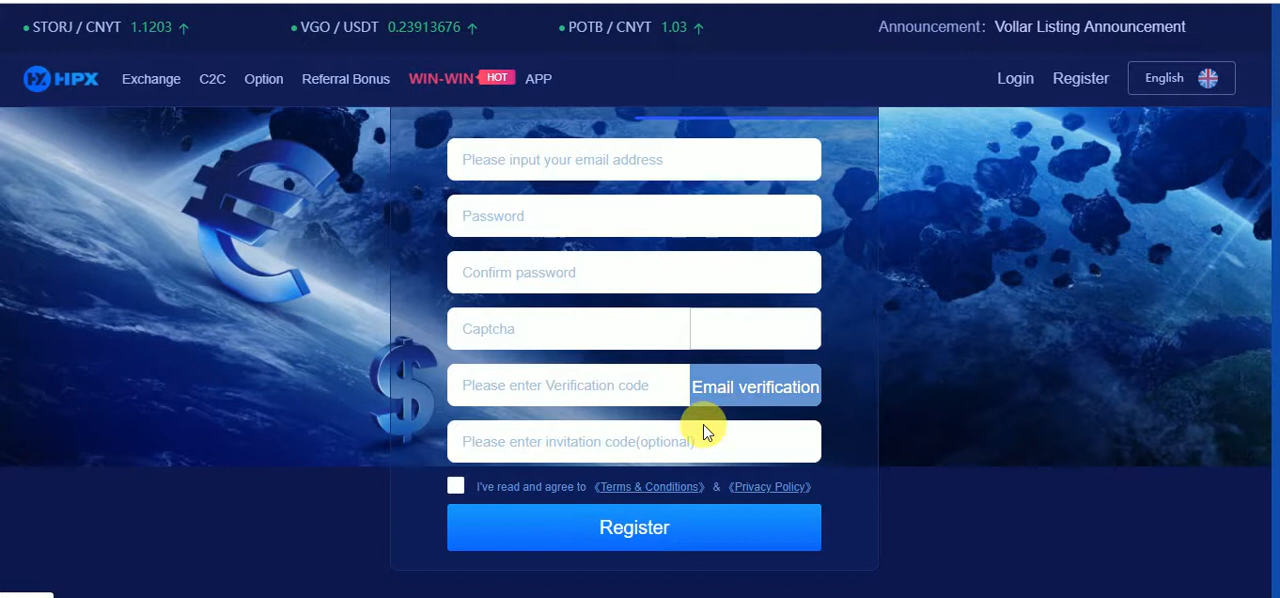 STORJ / CNYT 1.1203 ↑ VGO / USDT 0.23913676 ↑ POTB / CNYT 1.03 ↑ Announcement: Vollar Listing Announcement
HPX Exchange C2C Option Referral Bonus WIN-WIN HOT APP Login Register English
Please input your email address
Password
Confirm password
Captcha
Please enter Verification code Email verification
Please enter invitation code(optional)
I've read and agree to 《Terms & Conditions》 & 《Privacy Policy》
Register